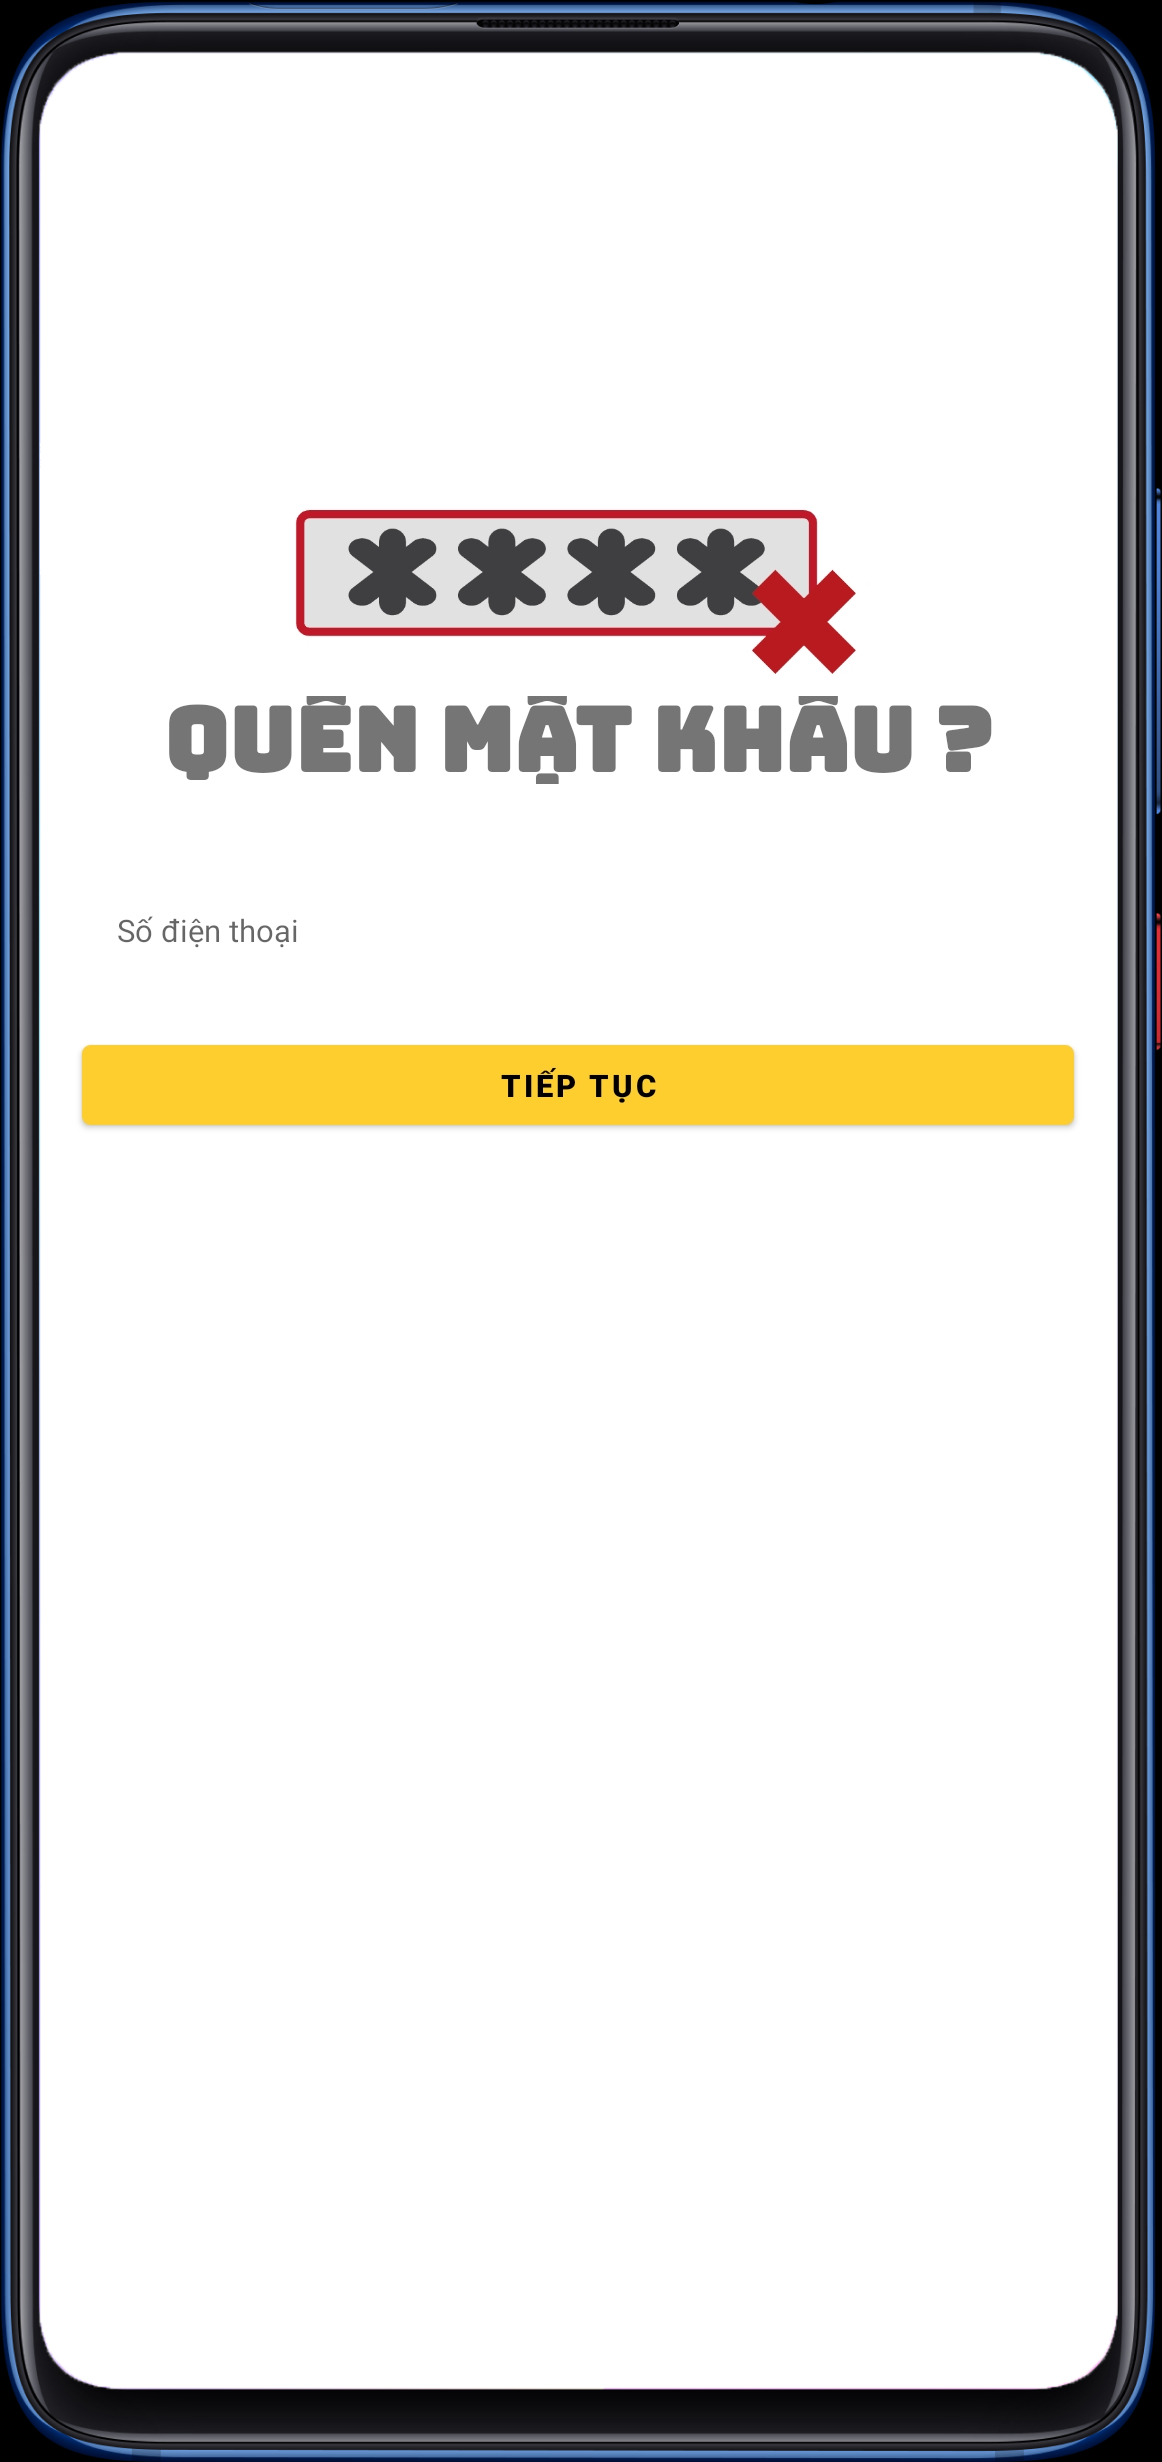 ****
QUÊN MẬT KHẨU ?
Số điện thoại
TIẾP TỤC